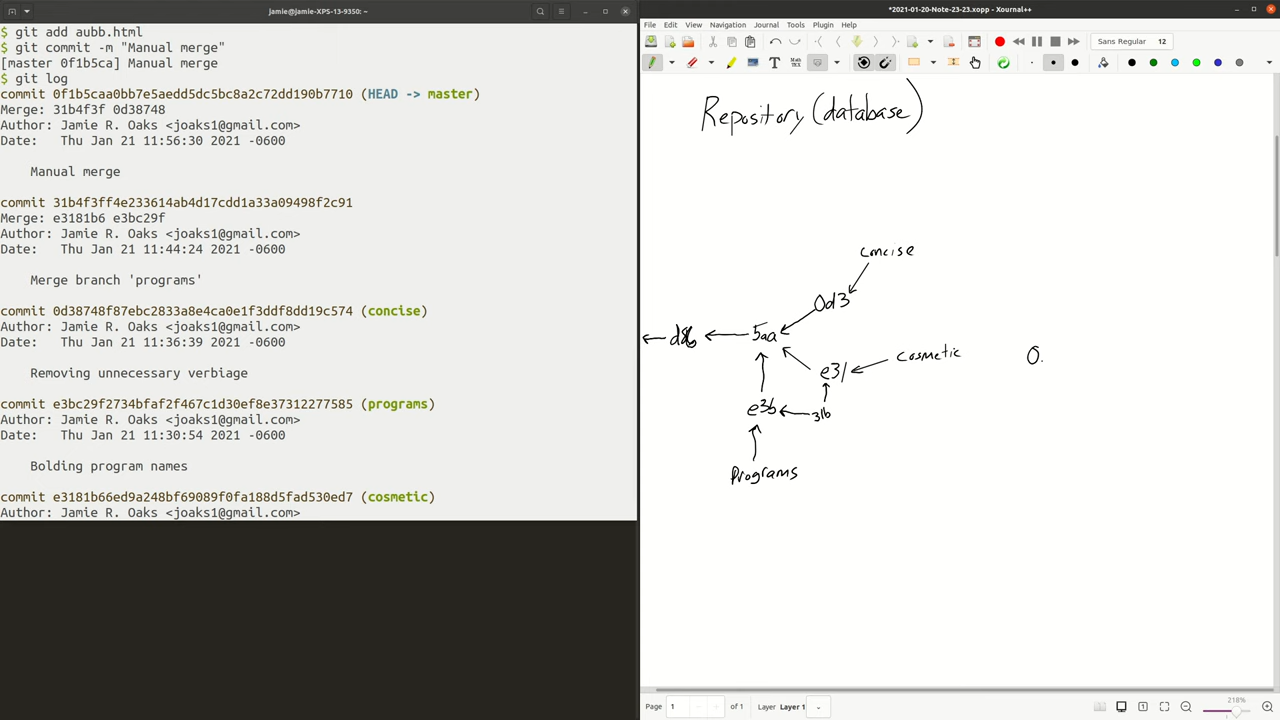 jamie@jamie-XPS-13-9350: ~
$ git add aubb.html
$ git commit -m "Manual merge"
[master 0f1b5ca] Manual merge
$ git log
commit 0f1b5caa0bb7e5aedd5dc5bc8a2c72dd190b7710 (HEAD -> master)
Merge: 31b4f3f 0d38748
Author: Jamie R. Oaks <joaks1@gmail.com>
Date:   Thu Jan 21 11:56:30 2021 -0600
Manual merge
commit 31b4f3ff4e233614ab4d17cdd1a33a09498f2c91
Merge: e3181b6 e3bc29f
Author: Jamie R. Oaks <joaks1@gmail.com>
Date:   Thu Jan 21 11:44:24 2021 -0600
Merge branch 'programs'
commit 0d38748f87ebc2833a8e4ca0e1f3ddf8dd19c574 (concise)
Author: Jamie R. Oaks <joaks1@gmail.com>
Date:   Thu Jan 21 11:36:39 2021 -0600
Removing unnecessary verbiage
commit e3bc29f2734bfaf2f467c1d30ef8e37312277585 (programs)
Author: Jamie R. Oaks <joaks1@gmail.com>
Date:   Thu Jan 21 11:30:54 2021 -0600
Bolding program names
commit e3181b66ed9a248bf69089f0fa188d5fad530ed7 (cosmetic)
Author: Jamie R. Oaks <joaks1@gmail.com>
*2021-01-20-Note-23-23.xopp - Xournal++
File Edit View Navigation Journal Tools Plugin Help
Sans Regular 12
Repository (database)
concise
0d3
5aa
e31
cosmetic
0
e3b
31b
Programs
Page 1 of 1 Layer Layer 1
218%